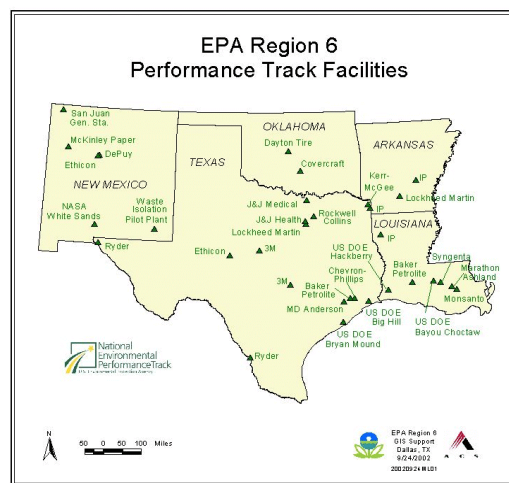 EPA Region 6
Performance Track Facilities
San Juan
Gen. Sta.
McKinley Paper
DePuy
Ethicon
NEW MEXICO
NASA
White Sands
Waste
Isolation
Pilot Plant
Ryder
OKLAHOMA
Dayton Tire
Covercraft
TEXAS
J&J Medical
J&J Health
Lockheed Martin
Rockwell
Collins
Ethicon
3M
3M
Baker
Petrolite
Chevron-
Phillips
MD Anderson
US DOE
Bryan Mound
US DOE
Big Hill
Ryder
ARKANSAS
Kerr-
McGee
IP
Lockheed Martin
IP
LOUISIANA
IP
US DOE
Hackberry
Baker
Petrolite
Syngenta
Marathon
Ashland
Monsanto
US DOE
Bayou Choctaw
National
Environmental
PerformanceTrack
N
50 0 50 100 Miles
EPA Region 6
GIS Support
Dallas, TX
9/24/2002
20020924ML01
A C S